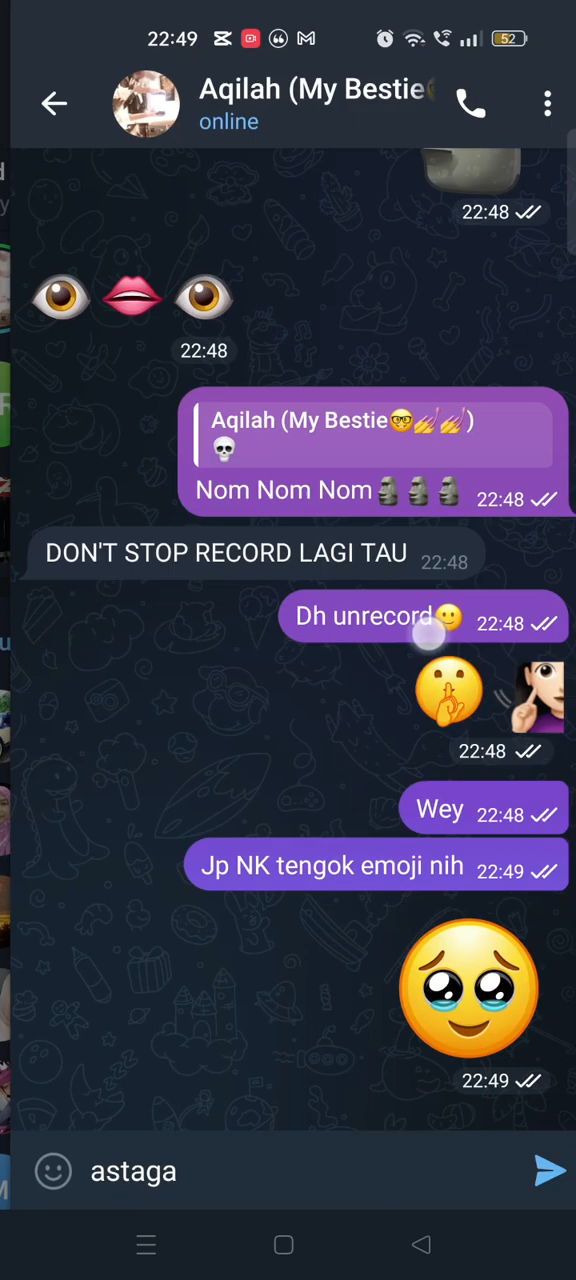 22:49
52
Aqilah (My Bestie
online
22:48
22:48
Aqilah (My Bestie🤓💅💅)
💀
Nom Nom Nom🗿🗿🗿 22:48
DON'T STOP RECORD LAGI TAU 22:48
Dh unrecord🙂 22:48
22:48
Wey 22:48
Jp NK tengok emoji nih 22:49
22:49
astaga